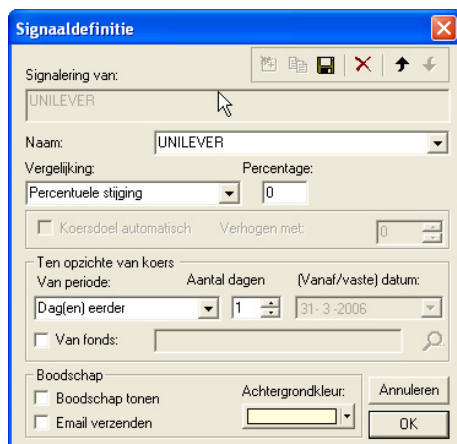 Signaaldefinitie
Signalering van:
UNILEVER
Naam: UNILEVER
Vergelijking: Percentage:
Percentuele stijging 0
Koersdoel automatisch Verhogen met: 0
Ten opzichte van koers
Van periode: Aantal dagen (Vanaf/vaste) datum:
Dag(en) eerder 1 31- 3 -2006
Van fonds:
Boodschap
Boodschap tonen Achtergrondkleur: Annuleren
Email verzenden OK